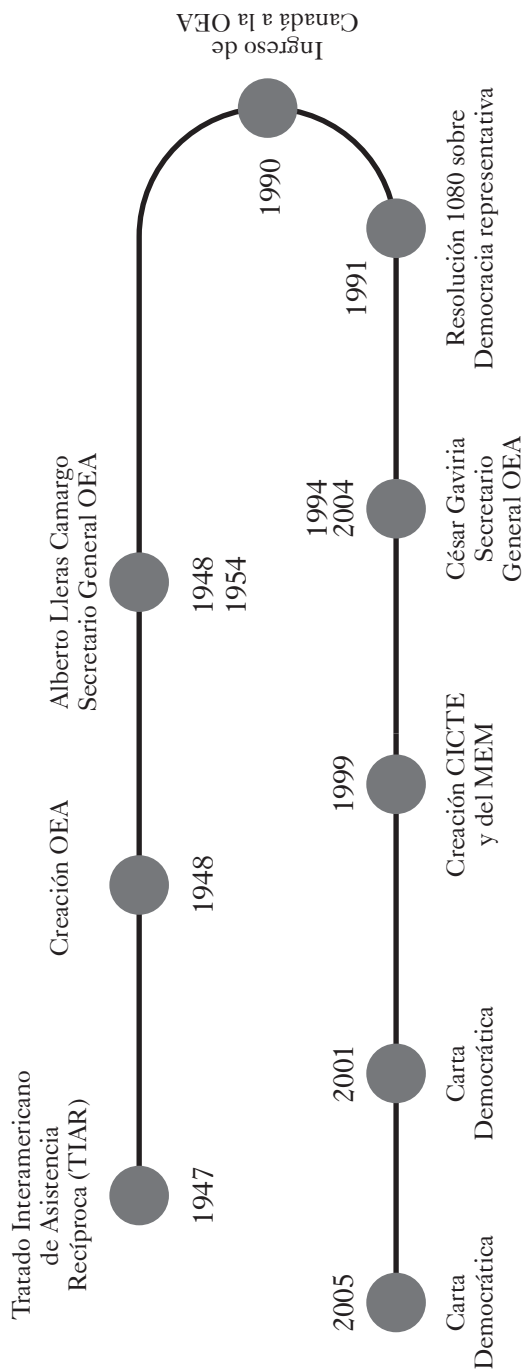 Tratado Interamericano
de Asistencia
Recíproca (TIAR)
1947
Creación OEA
1948
Alberto Lleras Camargo
Secretario General OEA
1948
1954
Ingreso de
Canadá a la OEA
1990
1991
Resolución 1080 sobre
Democracia representativa
1994
2004
César Gaviria
Secretario
General OEA
1999
Creación CICTE
y del MEM
2001
Carta
Democrática
2005
Carta
Democrática